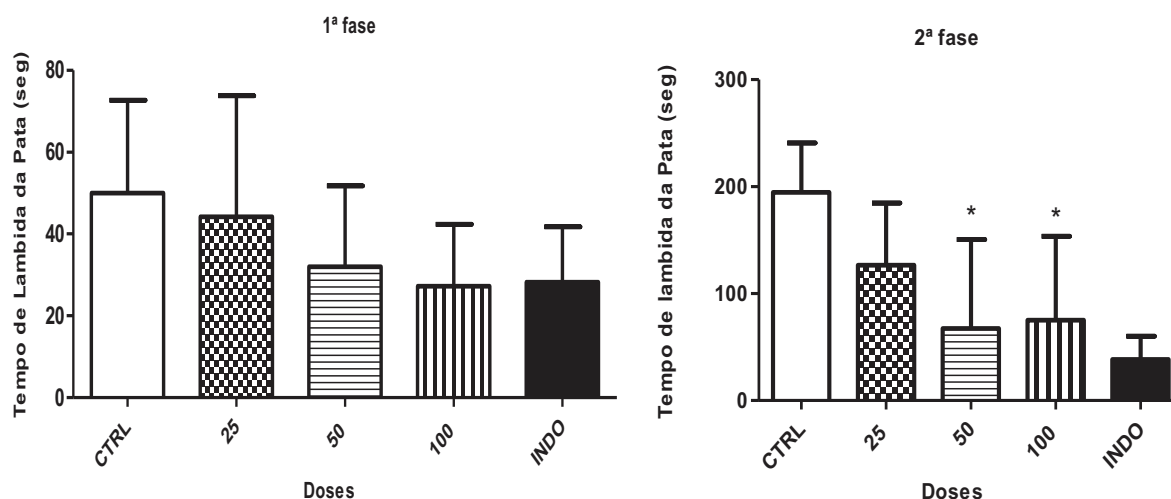 1ª fase
Tempo de Lambida da Pata (seg)
80
60
40
20
0
CTRL
25
50
100
INDO
Doses
2ª fase
Tempo de lambida da Pata (seg)
300
200
100
0
*
*
CTRL
25
50
100
INDO
Doses